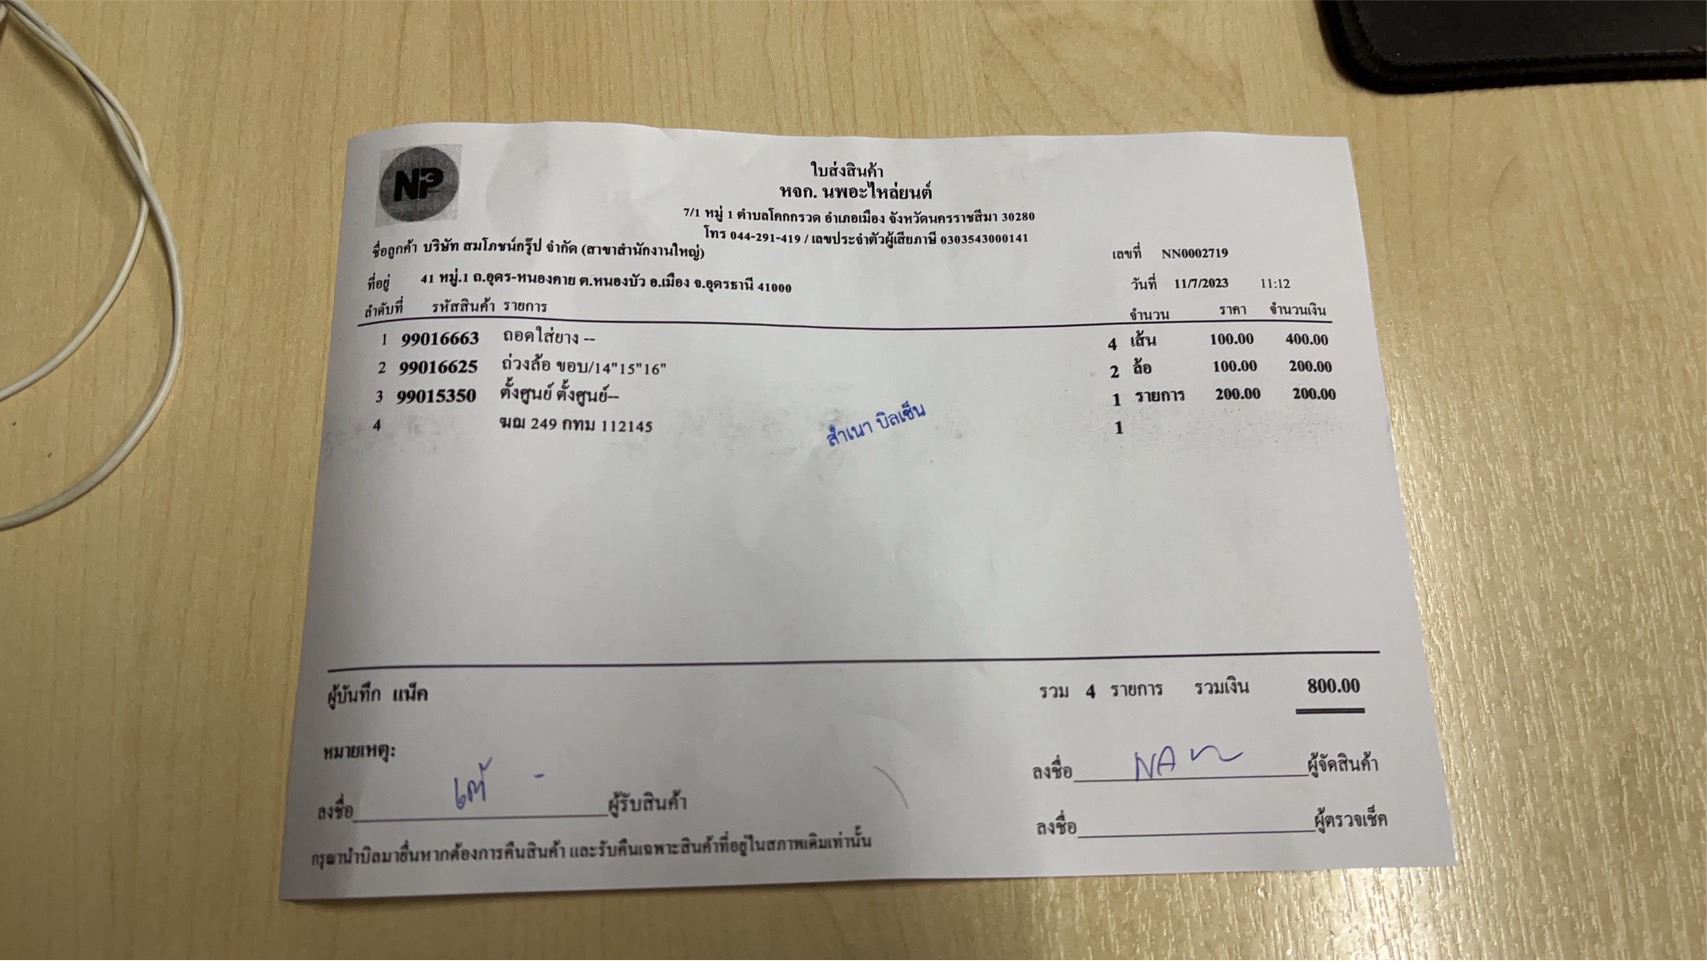 NP
ใบส่งสินค้า
หจก. นพอะไหล่ยนต์
7/1 หมู่ 1 ตำบลโคกกรวด อำเภอเมือง จังหวัดนครราชสีมา 30280
โทร 044-291-419 / เลขประจำตัวผู้เสียภาษี 0303543000141
ชื่อลูกค้า บริษัท สมโภชน์กรุ๊ป จำกัด (สาขาสำนักงานใหญ่) เลขที่ NN0002719
ที่อยู่ 41 หมู่.1 ถ.อุดร-หนองคาย ต.หนองบัว อ.เมือง จ.อุดรธานี 41000 วันที่ 11/7/2023 11:12
ลำดับที่ รหัสสินค้า รายการ จำนวน ราคา จำนวนเงิน
1 99016663 ถอดใส่ยาง -- 4 เส้น 100.00 400.00
2 99016625 ถ่วงล้อ ขอบ/14"15"16" 2 ล้อ 100.00 200.00
3 99015350 ตั้งศูนย์ ตั้งศูนย์-- 1 รายการ 200.00 200.00
4 ฆฌ 249 กทม 112145 1
สำเนา บิลเซ็น
ผู้บันทึก แน็ค รวม 4 รายการ รวมเงิน 800.00
หมายเหตุ:
ลงชื่อ ผู้จัดสินค้า
ลงชื่อ ผู้รับสินค้า
ลงชื่อ ผู้ตรวจเช็ค
กรุณานำบิลมายื่นหากต้องการคืนสินค้า และรับคืนเฉพาะสินค้าที่อยู่ในสภาพเดิมเท่านั้น